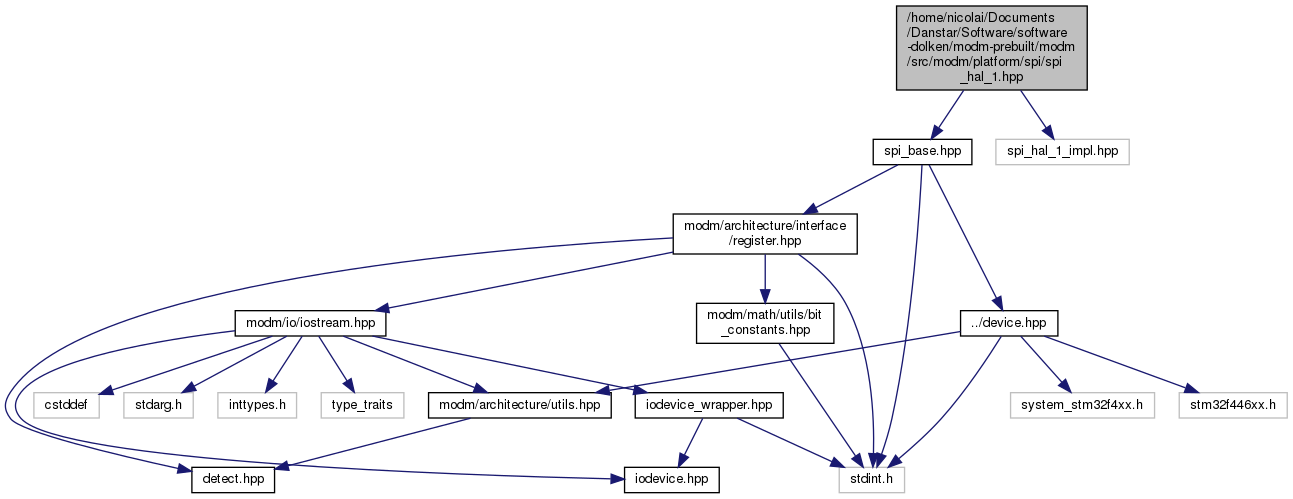 /home/nicolai/Documents
/Danstar/Software/software
-dolken/modm-prebuilt/modm
/src/modm/platform/spi/spi
_hal_1.hpp
spi_base.hpp
spi_hal_1_impl.hpp
modm/architecture/interface
/register.hpp
modm/io/iostream.hpp
modm/math/utils/bit
_constants.hpp
../device.hpp
cstddef
stdarg.h
inttypes.h
type_traits
modm/architecture/utils.hpp
iodevice_wrapper.hpp
system_stm32f4xx.h
stm32f446xx.h
detect.hpp
iodevice.hpp
stdint.h